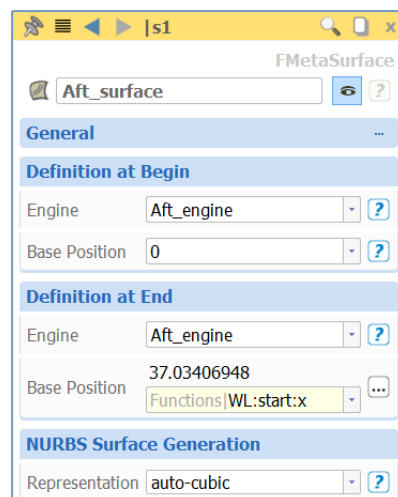 |s1
FMetaSurface
Aft_surface
General
Definition at Begin
Engine Aft_engine
Base Position 0
Definition at End
Engine Aft_engine
37.03406948
Base Position
Functions|WL:start:x
NURBS Surface Generation
Representation auto-cubic